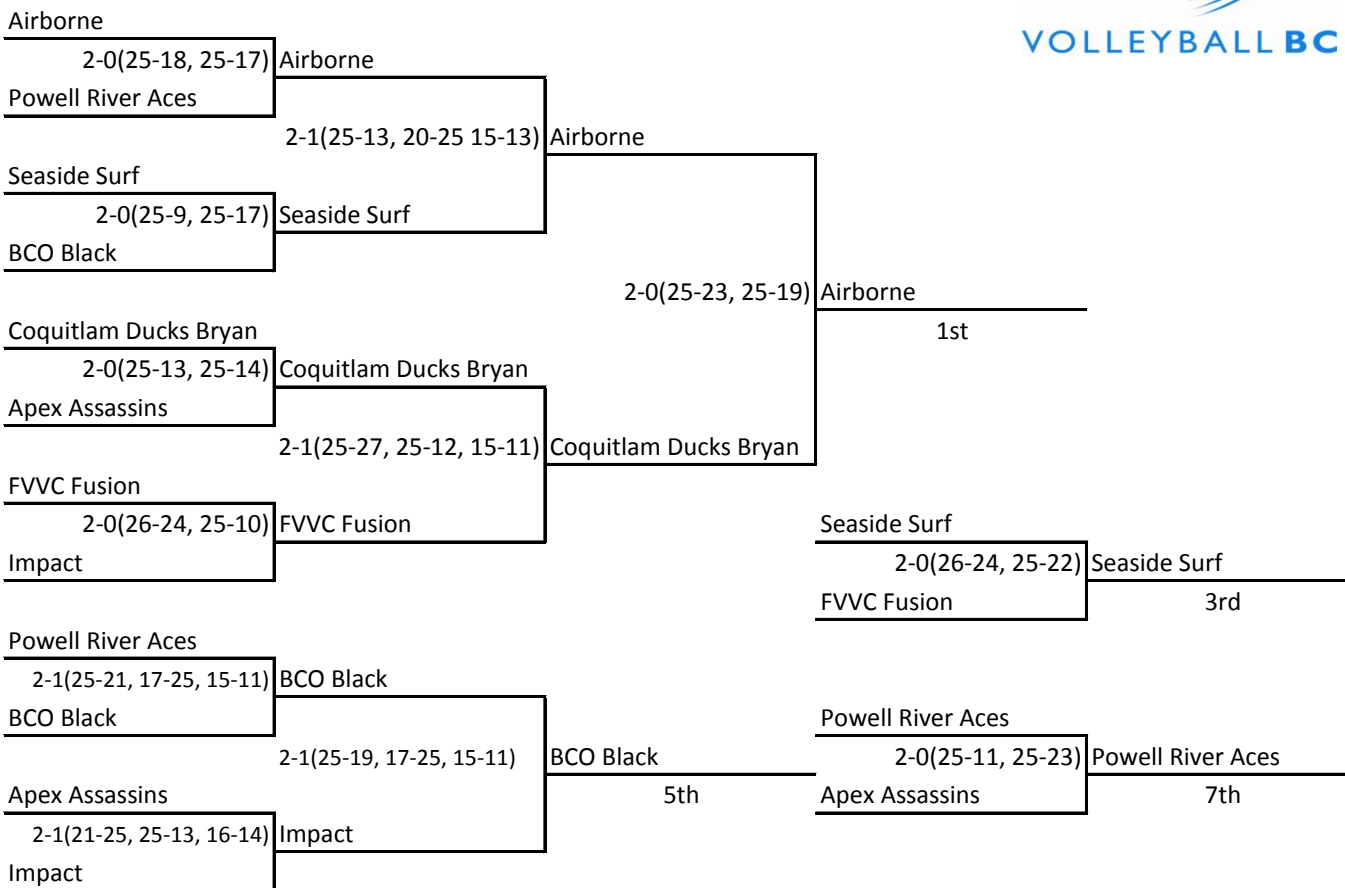 Airborne
VOLLEYBALL BC
2-0(25-18, 25-17) Airborne
Powell River Aces
2-1(25-13, 20-25 15-13) Airborne
Seaside Surf
2-0(25-9, 25-17) Seaside Surf
BCO Black
2-0(25-23, 25-19) Airborne
Coquitlam Ducks Bryan
1st
2-0(25-13, 25-14) Coquitlam Ducks Bryan
Apex Assassins
2-1(25-27, 25-12, 15-11) Coquitlam Ducks Bryan
FVVC Fusion
2-0(26-24, 25-10) FVVC Fusion
Seaside Surf
Impact
2-0(26-24, 25-22) Seaside Surf
FVVC Fusion
3rd
Powell River Aces
2-1(25-21, 17-25, 15-11) BCO Black
BCO Black
Powell River Aces
2-1(25-19, 17-25, 15-11) BCO Black
2-0(25-11, 25-23) Powell River Aces
Apex Assassins
5th
Apex Assassins
7th
2-1(21-25, 25-13, 16-14) Impact
Impact